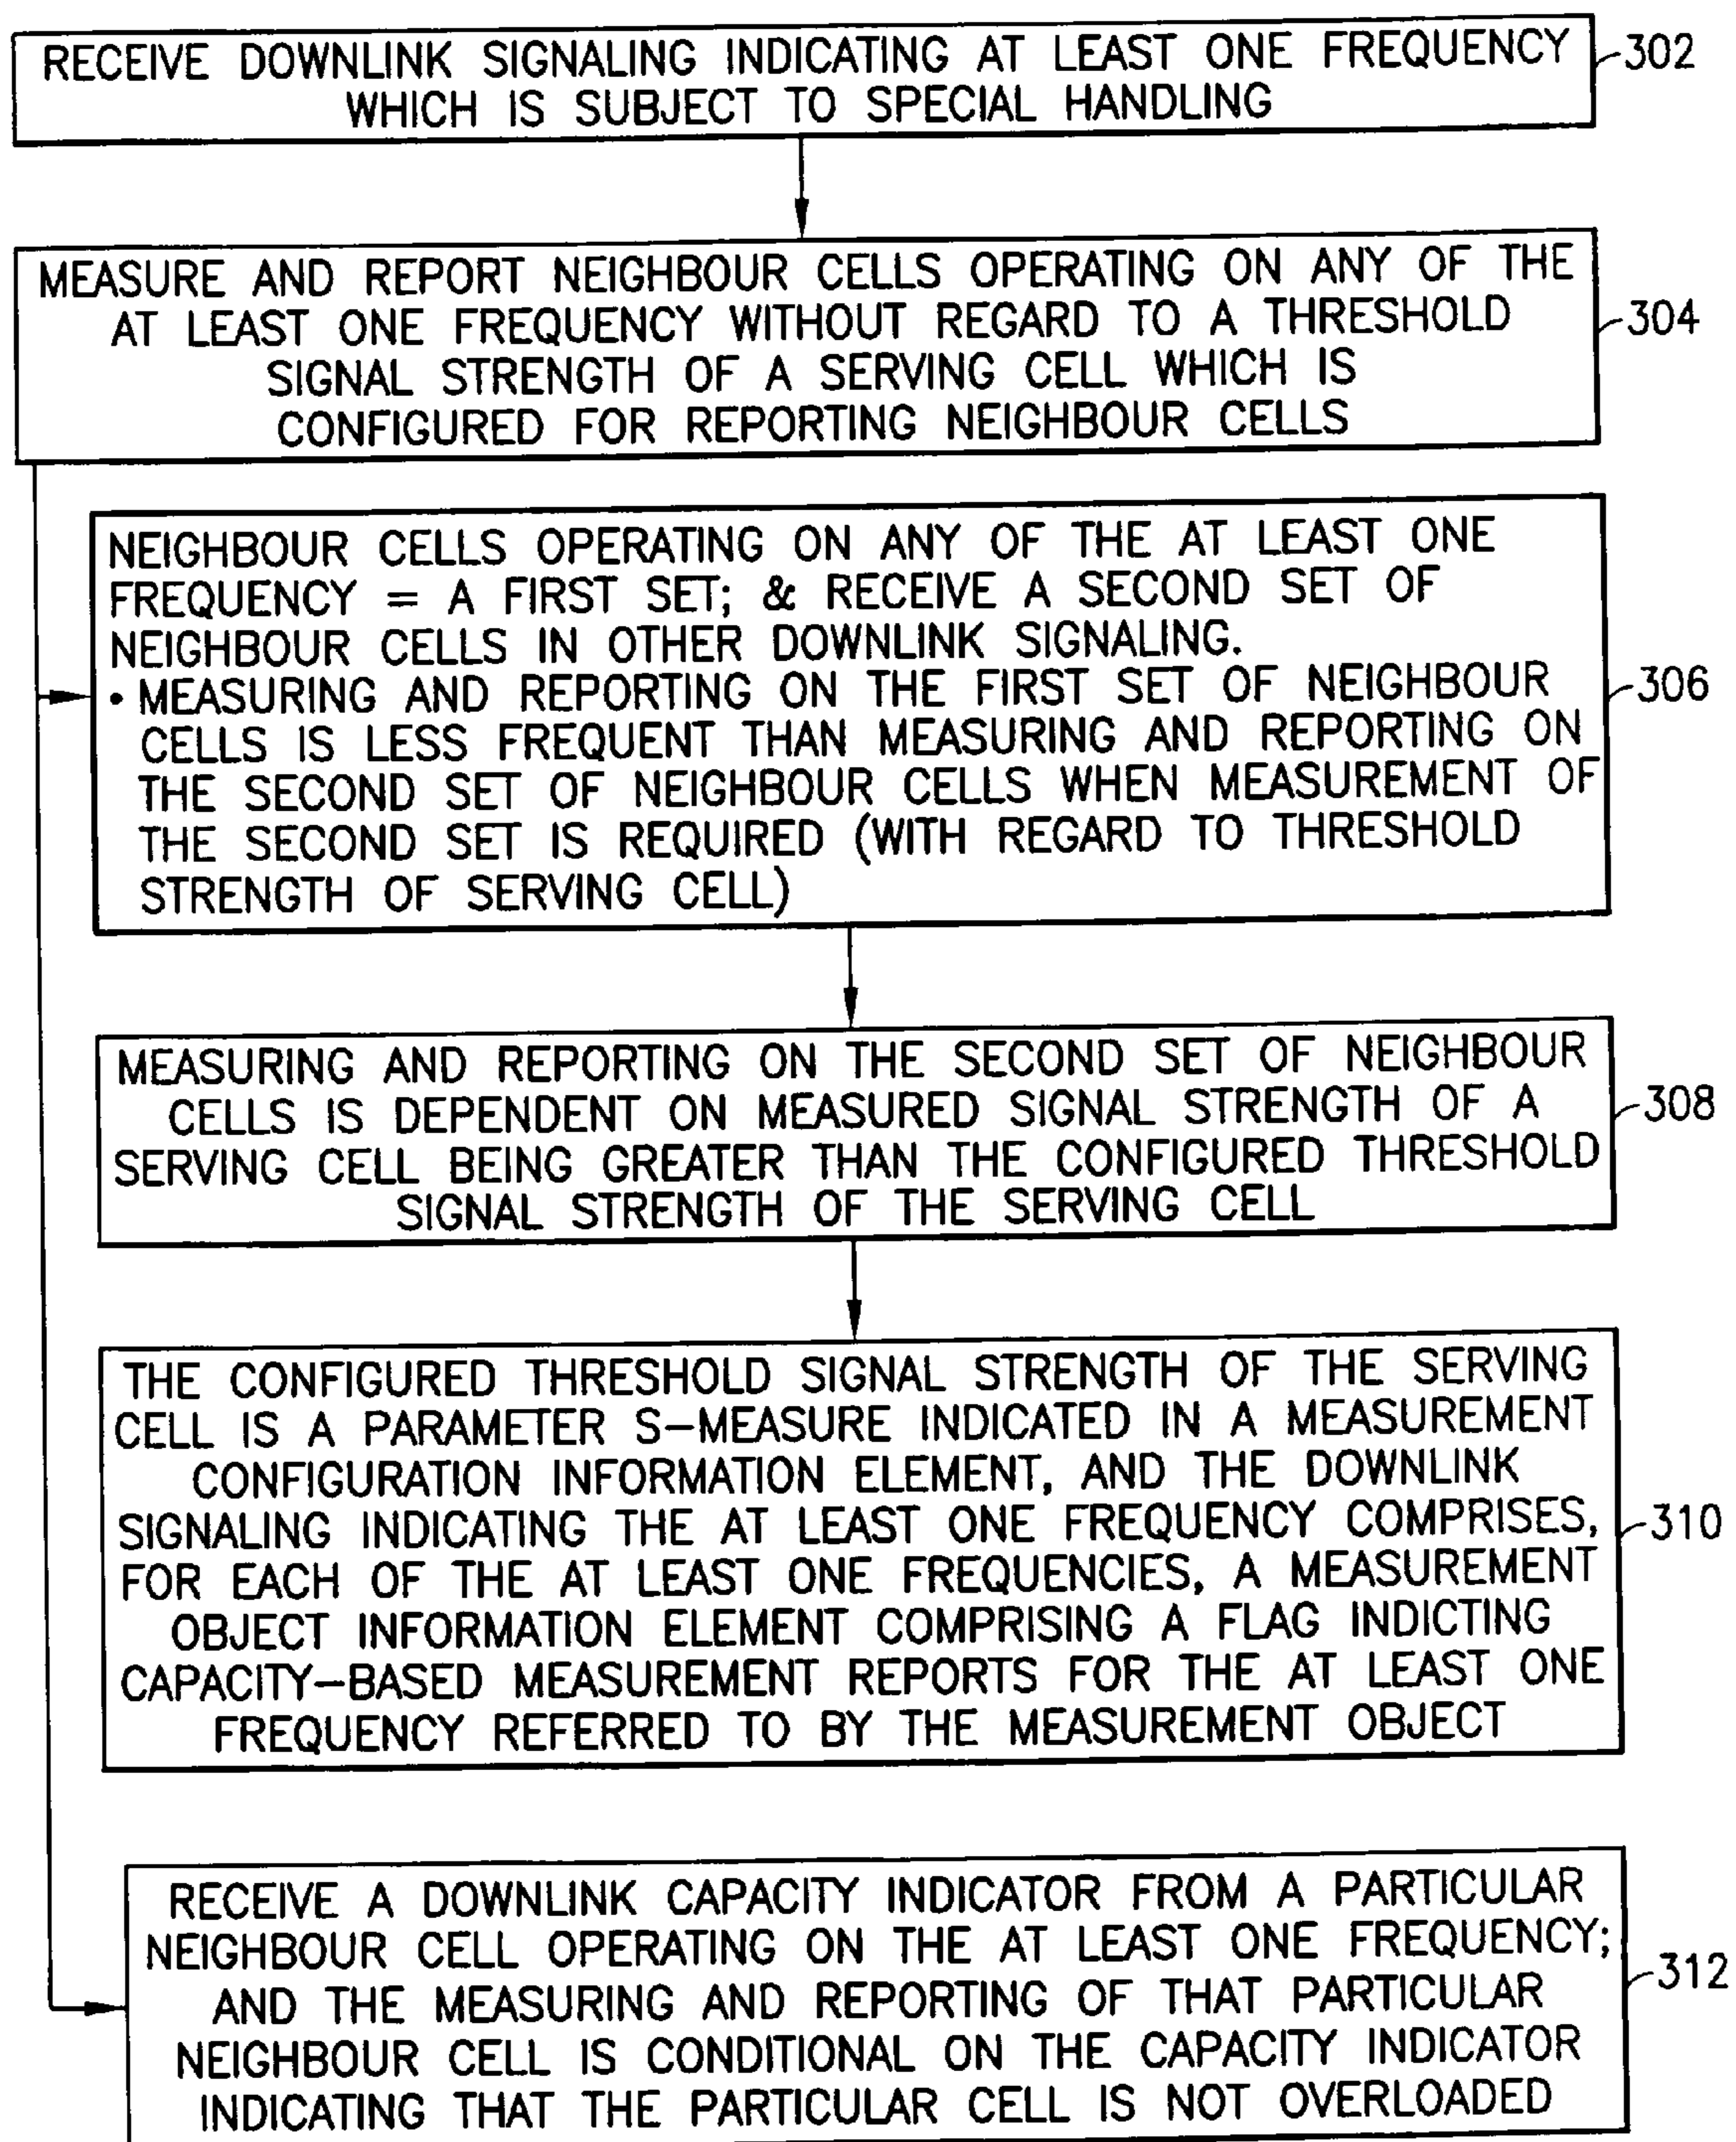 RECEIVE DOWNLINK SIGNALING INDICATING AT LEAST ONE FREQUENCY
WHICH IS SUBJECT TO SPECIAL HANDLING
302
MEASURE AND REPORT NEIGHBOUR CELLS OPERATING ON ANY OF THE
AT LEAST ONE FREQUENCY WITHOUT REGARD TO A THRESHOLD
SIGNAL STRENGTH OF A SERVING CELL WHICH IS
CONFIGURED FOR REPORTING NEIGHBOUR CELLS
304
NEIGHBOUR CELLS OPERATING ON ANY OF THE AT LEAST ONE
FREQUENCY = A FIRST SET; & RECEIVE A SECOND SET OF
NEIGHBOUR CELLS IN OTHER DOWNLINK SIGNALING.
• MEASURING AND REPORTING ON THE FIRST SET OF NEIGHBOUR
CELLS IS LESS FREQUENT THAN MEASURING AND REPORTING ON
THE SECOND SET OF NEIGHBOUR CELLS WHEN MEASUREMENT OF
THE SECOND SET IS REQUIRED (WITH REGARD TO THRESHOLD
STRENGTH OF SERVING CELL)
306
MEASURING AND REPORTING ON THE SECOND SET OF NEIGHBOUR
CELLS IS DEPENDENT ON MEASURED SIGNAL STRENGTH OF A
SERVING CELL BEING GREATER THAN THE CONFIGURED THRESHOLD
SIGNAL STRENGTH OF THE SERVING CELL
308
THE CONFIGURED THRESHOLD SIGNAL STRENGTH OF THE SERVING
CELL IS A PARAMETER S-MEASURE INDICATED IN A MEASUREMENT
CONFIGURATION INFORMATION ELEMENT, AND THE DOWNLINK
SIGNALING INDICATING THE AT LEAST ONE FREQUENCY COMPRISES,
FOR EACH OF THE AT LEAST ONE FREQUENCIES, A MEASUREMENT
OBJECT INFORMATION ELEMENT COMPRISING A FLAG INDICTING
CAPACITY-BASED MEASUREMENT REPORTS FOR THE AT LEAST ONE
FREQUENCY REFERRED TO BY THE MEASUREMENT OBJECT
310
RECEIVE A DOWNLINK CAPACITY INDICATOR FROM A PARTICULAR
NEIGHBOUR CELL OPERATING ON THE AT LEAST ONE FREQUENCY;
AND THE MEASURING AND REPORTING OF THAT PARTICULAR
NEIGHBOUR CELL IS CONDITIONAL ON THE CAPACITY INDICATOR
INDICATING THAT THE PARTICULAR CELL IS NOT OVERLOADED
312